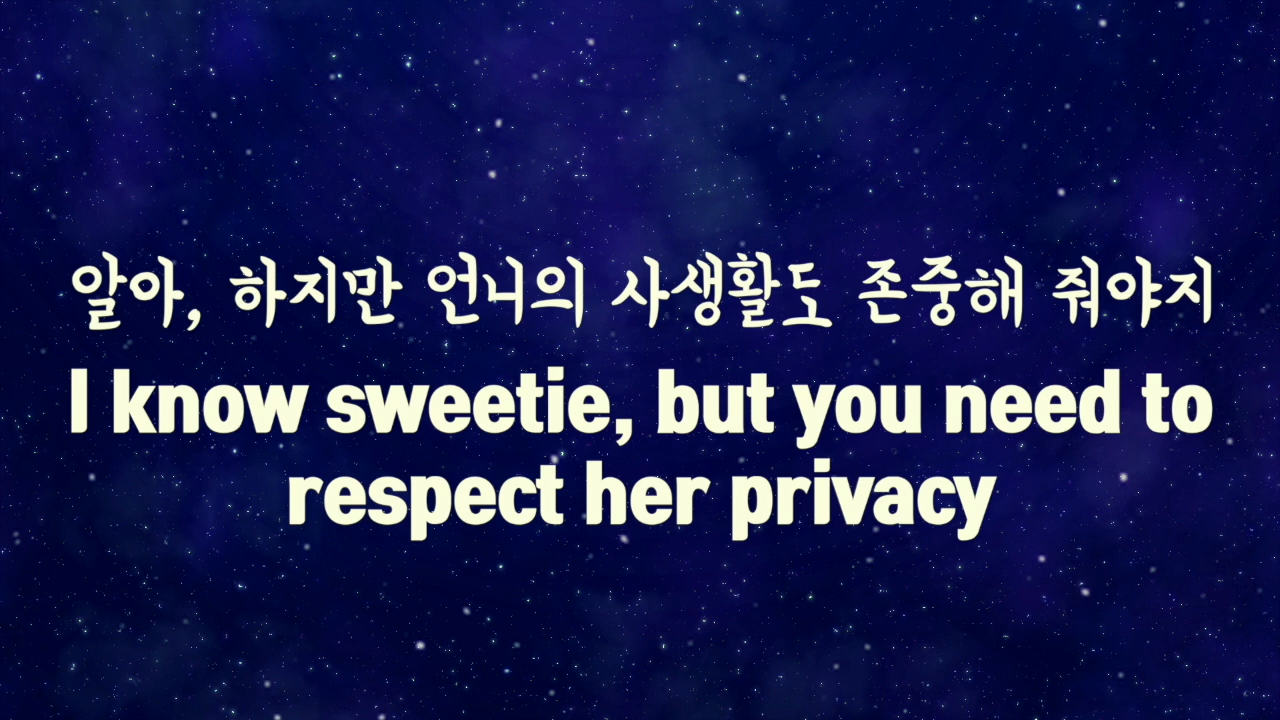 알아, 하지만 언니의 사생활도 존중해 줘야지
I know sweetie, but you need to
respect her privacy